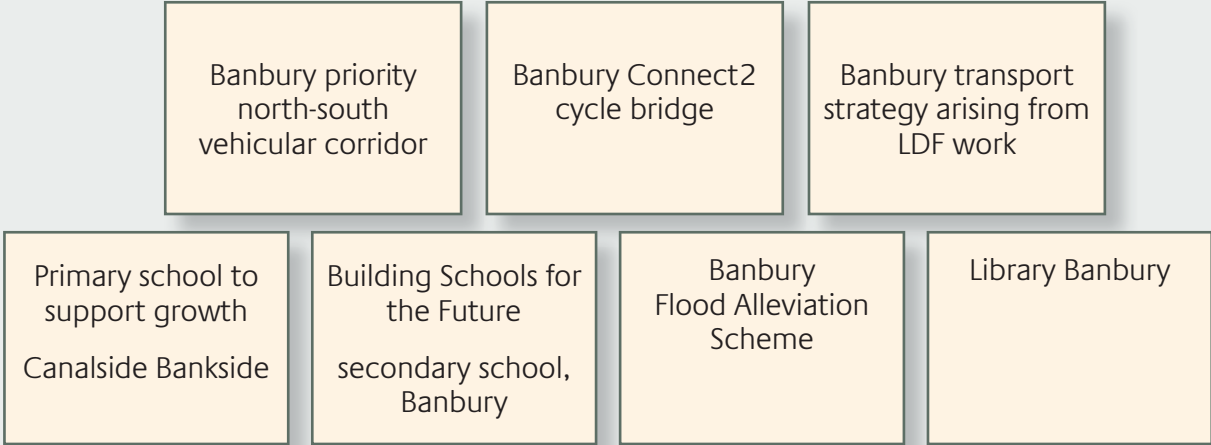 Banbury priority
north-south
vehicular corridor
Banbury Connect2
cycle bridge
Banbury transport
strategy arising from
LDF work
Primary school to
support growth
Canalside Bankside
Building Schools for
the Future
secondary school,
Banbury
Banbury
Flood Alleviation
Scheme
Library Banbury